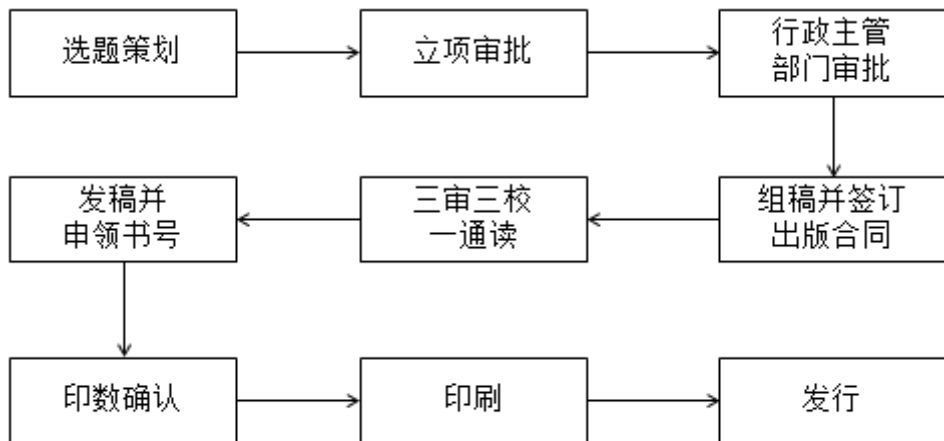 选题策划
立项审批
行政主管
部门审批
组稿并签订
出版合同
三审三校
一通读
发稿并
申领书号
印数确认
印刷
发行